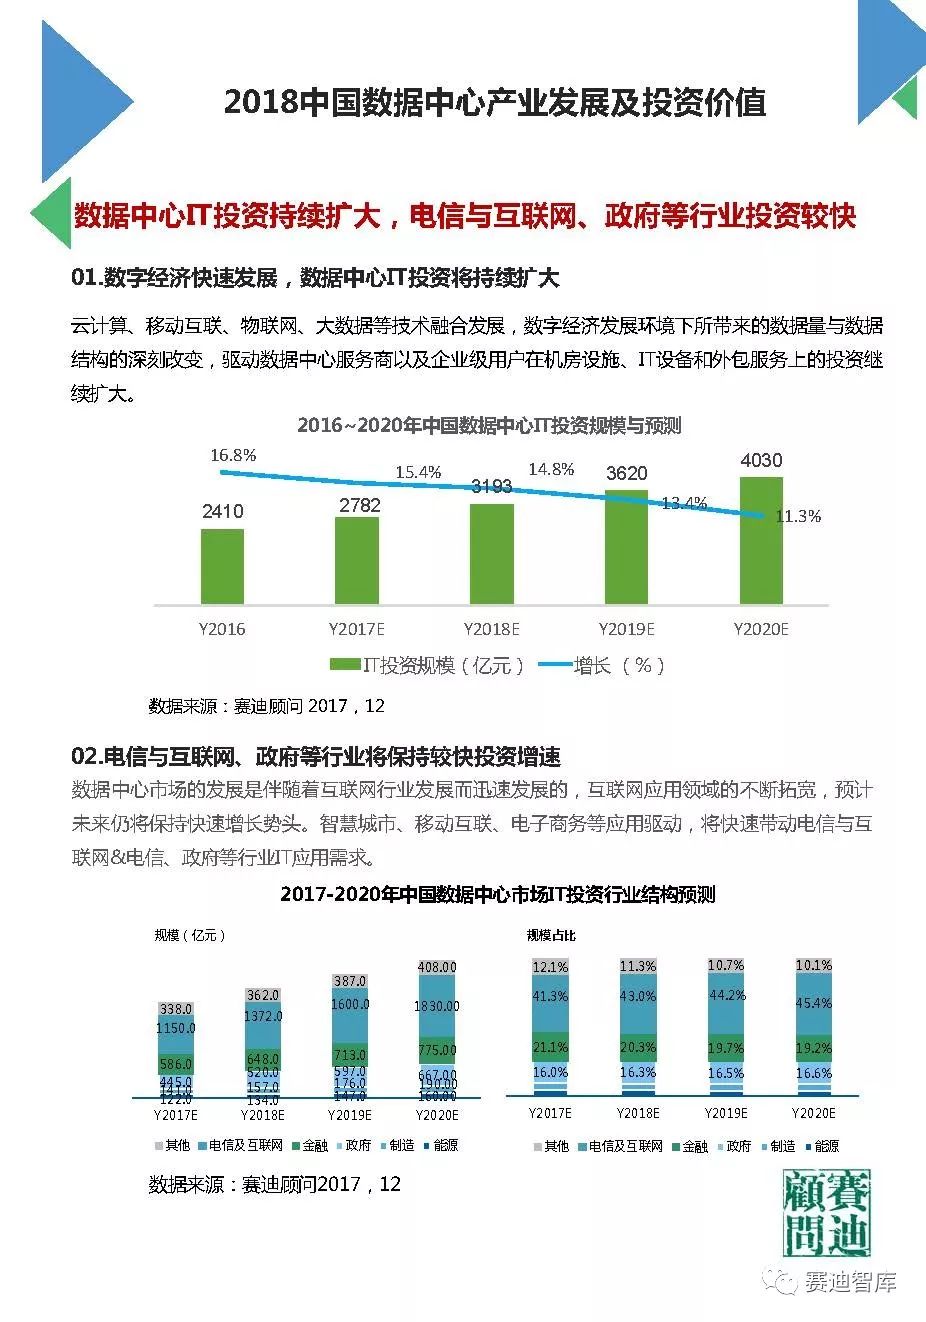 2018中国数据中心产业发展及投资价值
数据中心IT投资持续扩大，电信与互联网、政府等行业投资较快
01.数字经济快速发展，数据中心IT投资将持续扩大
云计算、移动互联、物联网、大数据等技术融合发展，数字经济发展环境下所带来的数据量与数据
结构的深刻改变，驱动数据中心服务商以及企业级用户在机房设施、IT设备和外包服务上的投资继
续扩大。
2016~2020年中国数据中心IT投资规模与预测
16.8% 15.4% 14.8% 13.4% 11.3%
2410 2782 3193 3620 4030
Y2016 Y2017E Y2018E Y2019E Y2020E
IT投资规模（亿元） 增长（%）
数据来源：赛迪顾问 2017，12
02.电信与互联网、政府等行业将保持较快投资增速
数据中心市场的发展是伴随着互联网行业发展而迅速发展的，互联网应用领域的不断拓宽，预计
未来仍将保持快速增长势头。智慧城市、移动互联、电子商务等应用驱动，将快速带动电信与互
联网&电信、政府等行业IT应用需求。
2017-2020年中国数据中心市场IT投资行业结构预测
规模（亿元）
338.0 362.0 387.0 408.00
1150.0 1372.0 1600.0 1830.00
586.0 648.0 713.0 775.00
445.0 520.0 597.0 667.00
141.0 157.0 176.0 190.00
122.0 134.0 147.0 160.00
Y2017E Y2018E Y2019E Y2020E
其他 电信及互联网 金融 政府 制造 能源
规模占比
12.1% 11.3% 10.7% 10.1%
41.3% 43.0% 44.2% 45.4%
21.1% 20.3% 19.7% 19.2%
16.0% 16.3% 16.5% 16.6%
Y2017E Y2018E Y2019E Y2020E
其他 电信及互联网 金融 政府 制造 能源
数据来源：赛迪顾问2017，12
賽迪顧問
赛迪智库